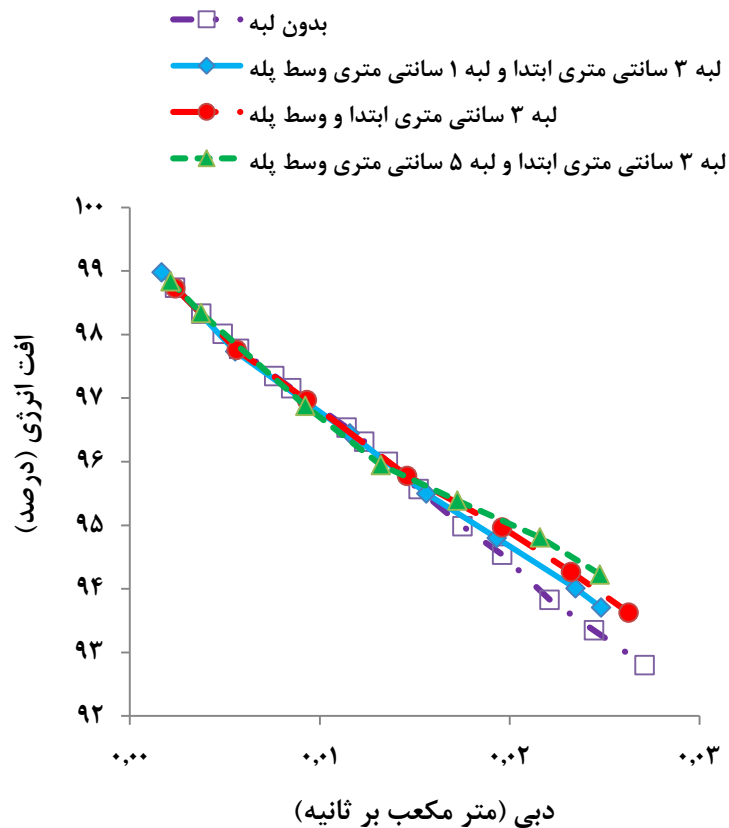 بدون لبه
لبه ۳ سانتی متری ابتدا و لبه ۱ سانتی متری وسط پله
لبه ۳ سانتی متری ابتدا و وسط پله
۳ سانتی متری ابتدا و لبه ۵ سانتی متری وسط پله لبه
۱۰۰
۹۹
۹۸
۹۷
۹۶
۹۵
۹۴
۹۳
۹۲
افت انرژی (درصد)
۰,۰۰ ۰,۰۱ ۰,۰۲ ۰,۰۳
دبی (متر مکعب بر ثانیه)